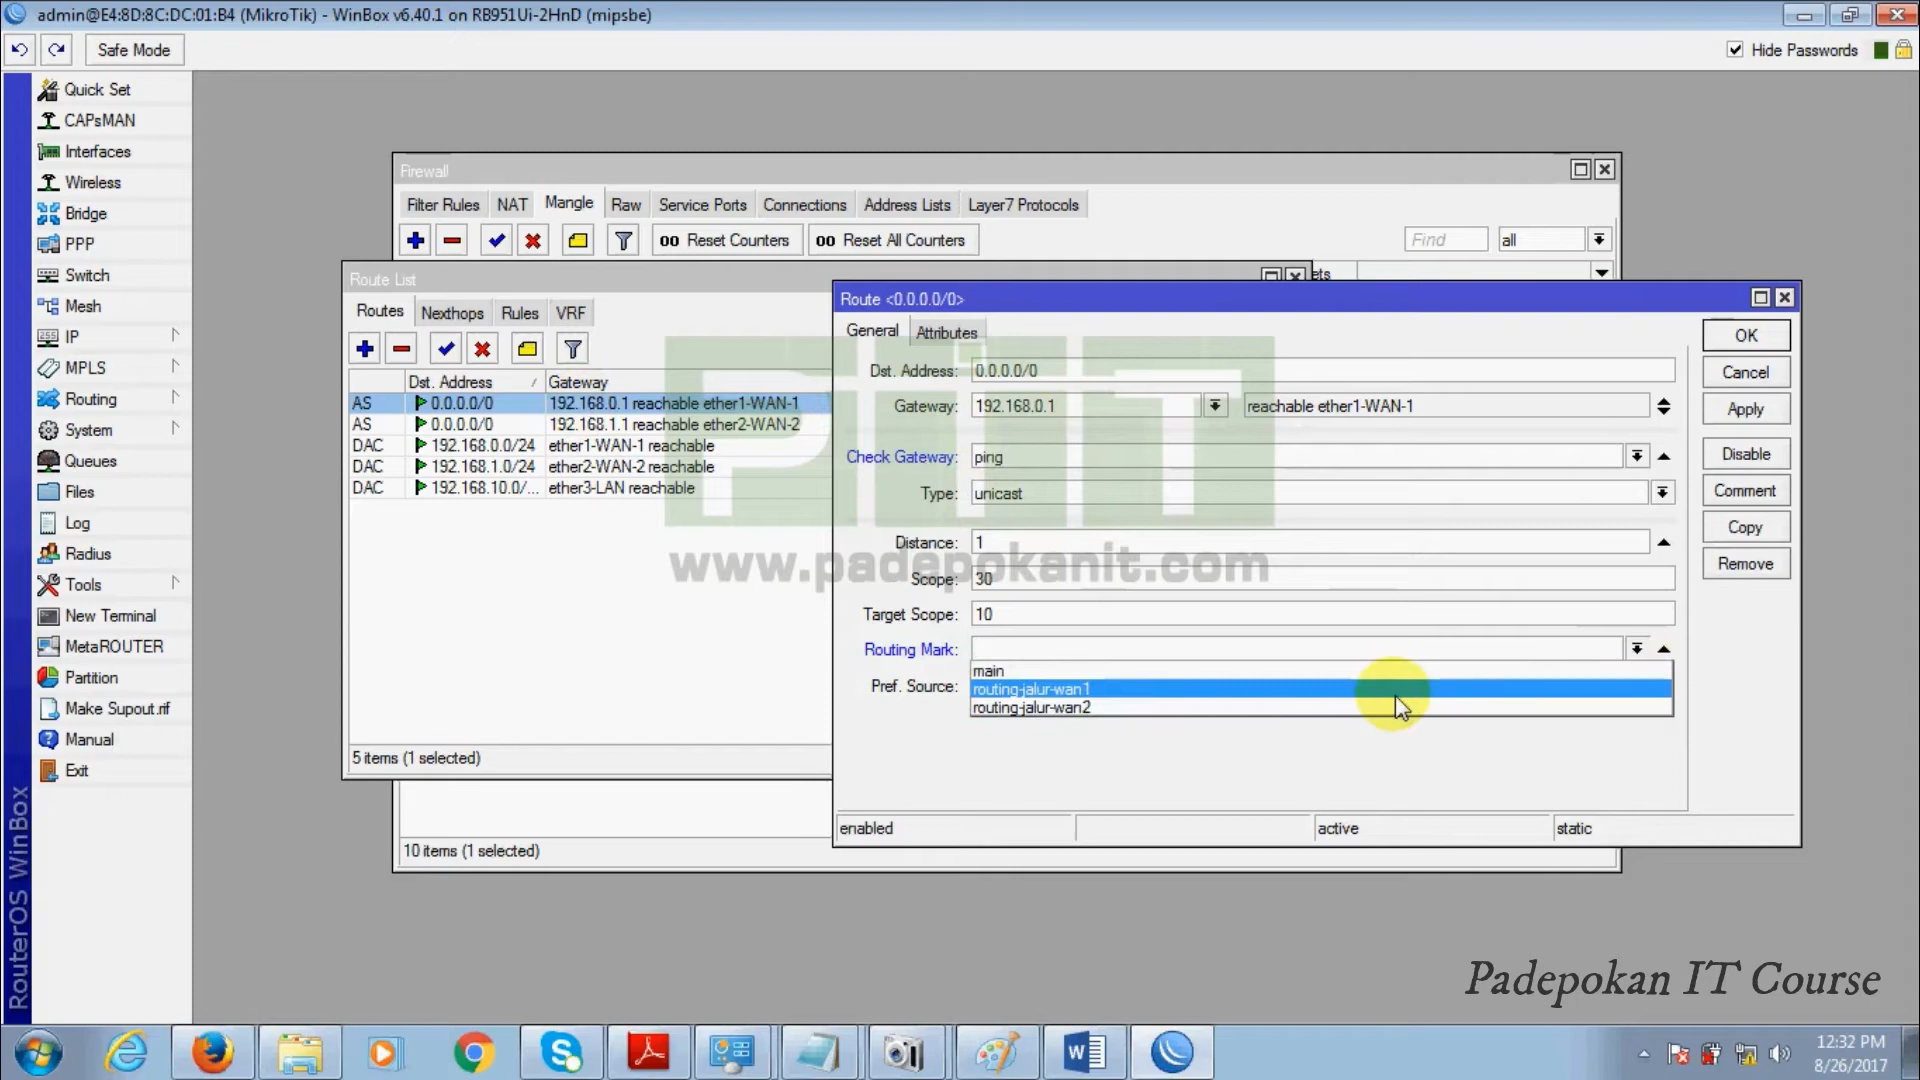 admin@E4:8D:8C:DC:01:B4 (MikroTik) - WinBox v6.40.1 on RB951Ui-2HnD (mipsbe)
Safe Mode
Hide Passwords
Quick Set
CAPsMAN
Interfaces
Wireless
Bridge
PPP
Switch
Mesh
IP
MPLS
Routing
System
Queues
Files
Log
Radius
Tools
New Terminal
MetaROUTER
Partition
Make Supout.rif
Manual
Exit
RouterOS WinBox
Firewall
Filter Rules NAT Mangle Raw Service Ports Connections Address Lists Layer7 Protocols
00 Reset Counters 00 Reset All Counters Find all
ets
Route List
Routes Nexthops Rules VRF
Dst. Address / Gateway
AS 0.0.0.0/0 192.168.0.1 reachable ether1-WAN-1
AS 0.0.0.0/0 192.168.1.1 reachable ether2-WAN-2
DAC 192.168.0.0/24 ether1-WAN-1 reachable
DAC 192.168.1.0/24 ether2-WAN-2 reachable
DAC 192.168.10.0/... ether3-LAN reachable
5 items (1 selected)
10 items (1 selected)
Route <0.0.0.0/0>
General Attributes
Dst. Address: 0.0.0.0/0
Gateway: 192.168.0.1 reachable ether1-WAN-1
Check Gateway: ping
Type: unicast
Distance: 1
Scope: 30
Target Scope: 10
Routing Mark:
main
routing-jalur-wan1
routing-jalur-wan2
Pref. Source:
OK
Cancel
Apply
Disable
Comment
Copy
Remove
enabled active static
PIIT
www.padepokanit.com
Padepokan IT Course
12:32 PM
8/26/2017